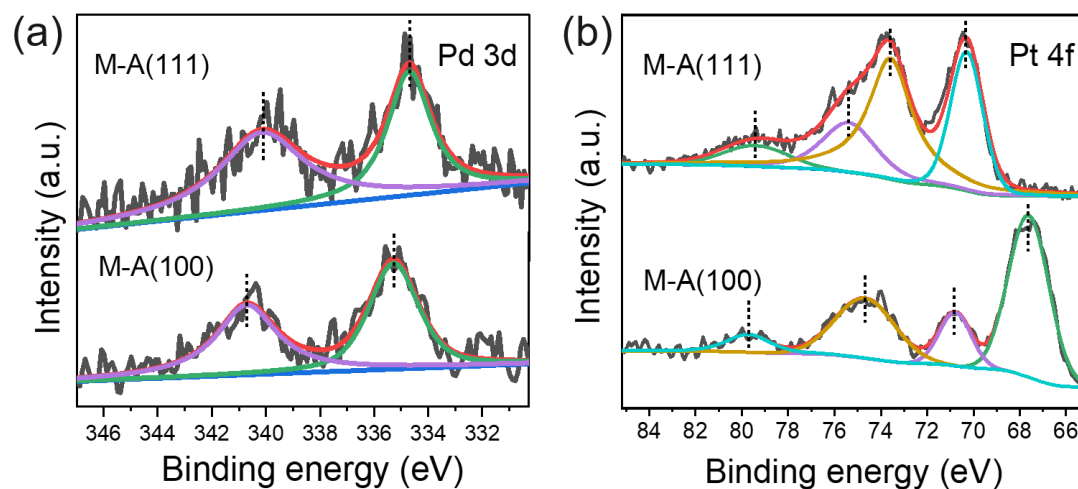 (a)
Pd 3d
M-A(111)
M-A(100)
Intensity (a.u.)
346 344 342 340 338 336 334 332
Binding energy (eV)
(b)
Pt 4f
M-A(111)
M-A(100)
Intensity (a.u.)
84 82 80 78 76 74 72 70 68 66
Binding energy (eV)